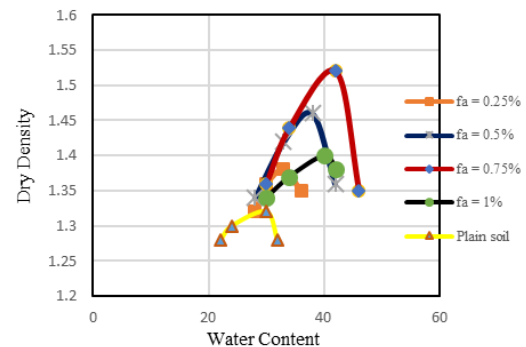 1.6
1.55
1.5
1.45
1.4
1.35
1.3
1.25
1.2
Dry Density
0
20
40
60
Water Content
fa = 0.25%
fa = 0.5%
fa = 0.75%
fa = 1%
Plain soil